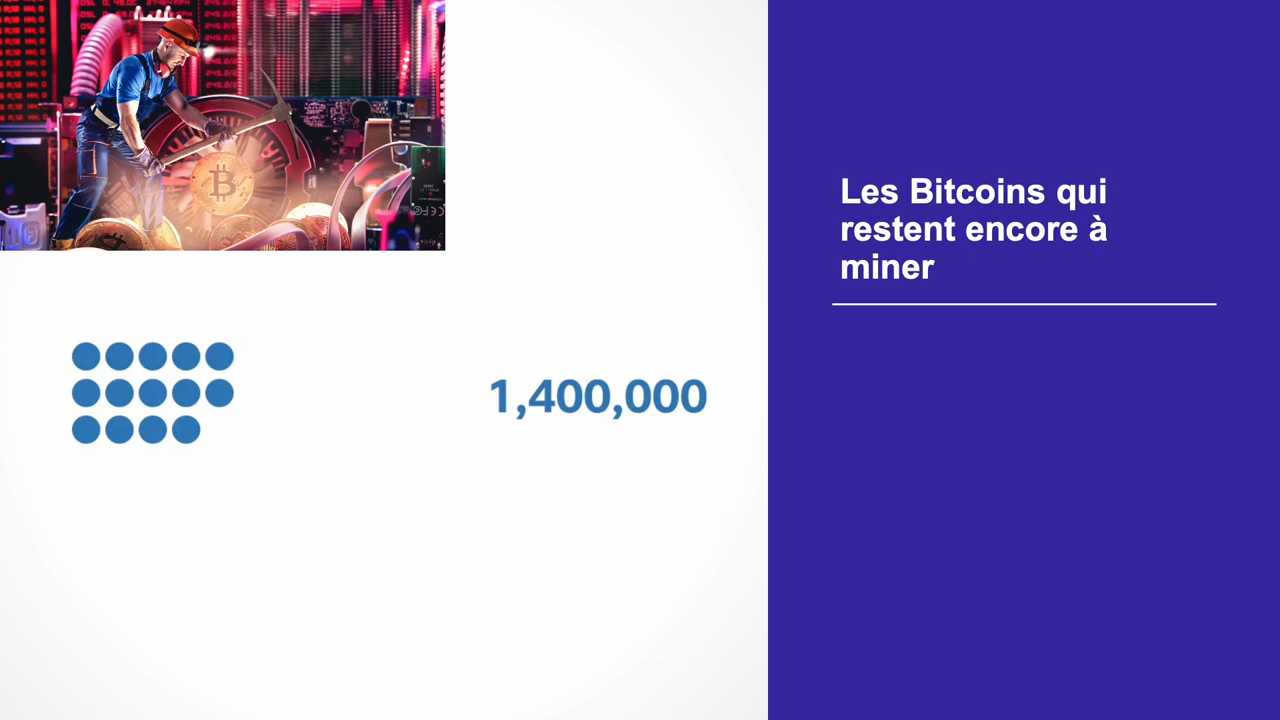 Les Bitcoins qui
restent encore à
miner
1,400,000